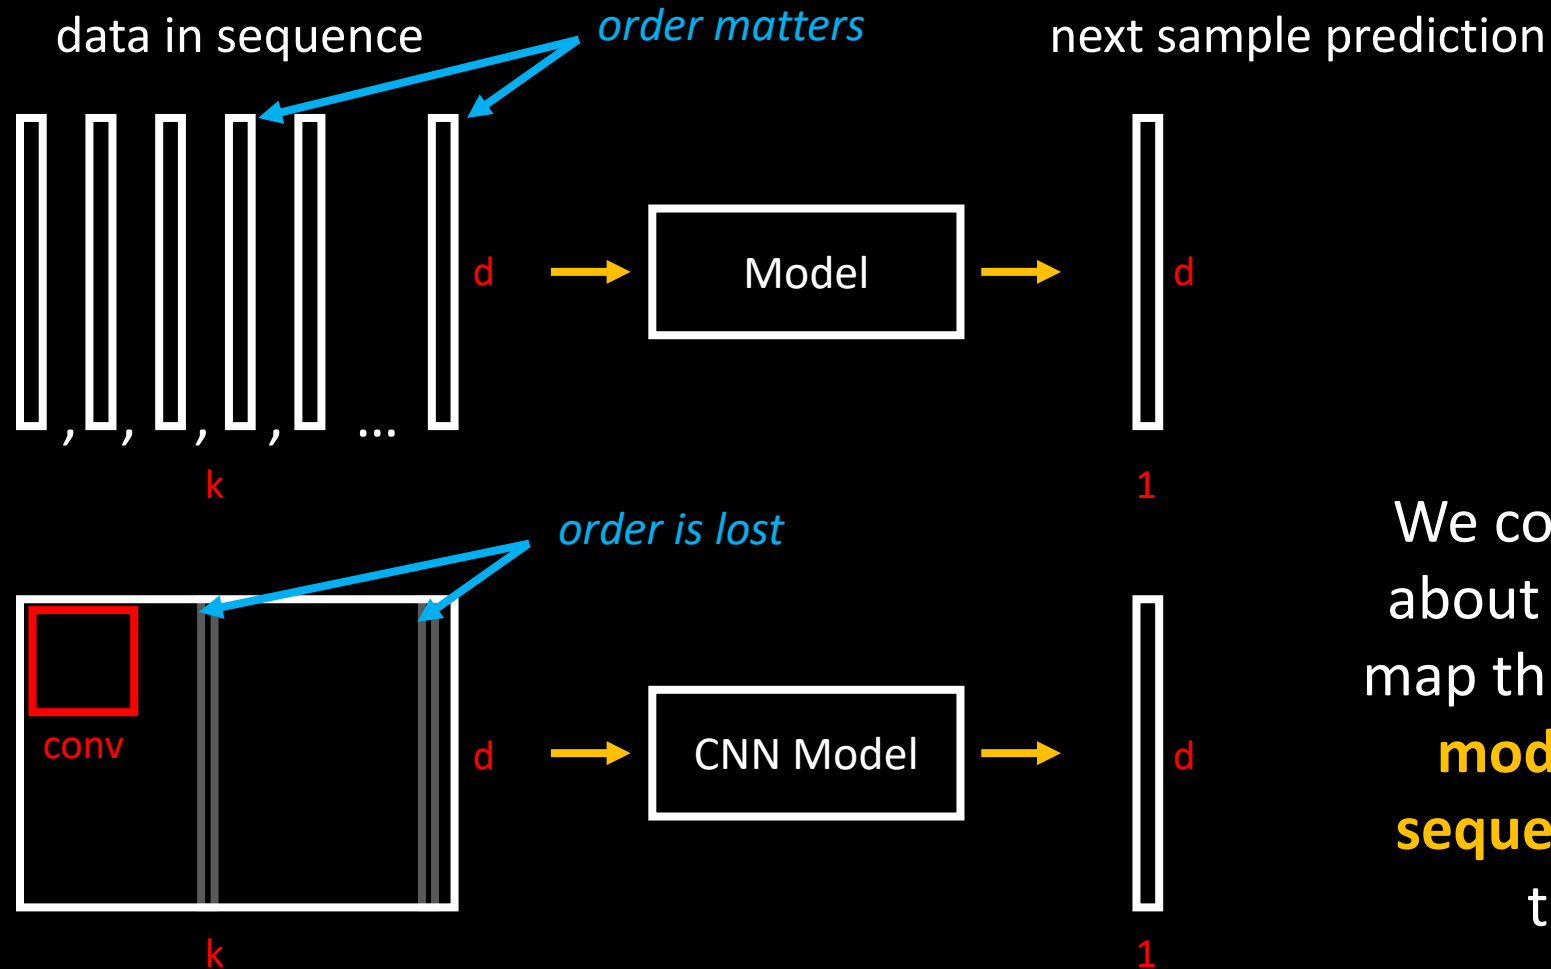 data in sequence
order matters
next sample prediction
d
Model
d
, , , , ...
k
1
order is lost
conv
d
CNN Model
d
k
1
We co
about
map th
mod
seque
t